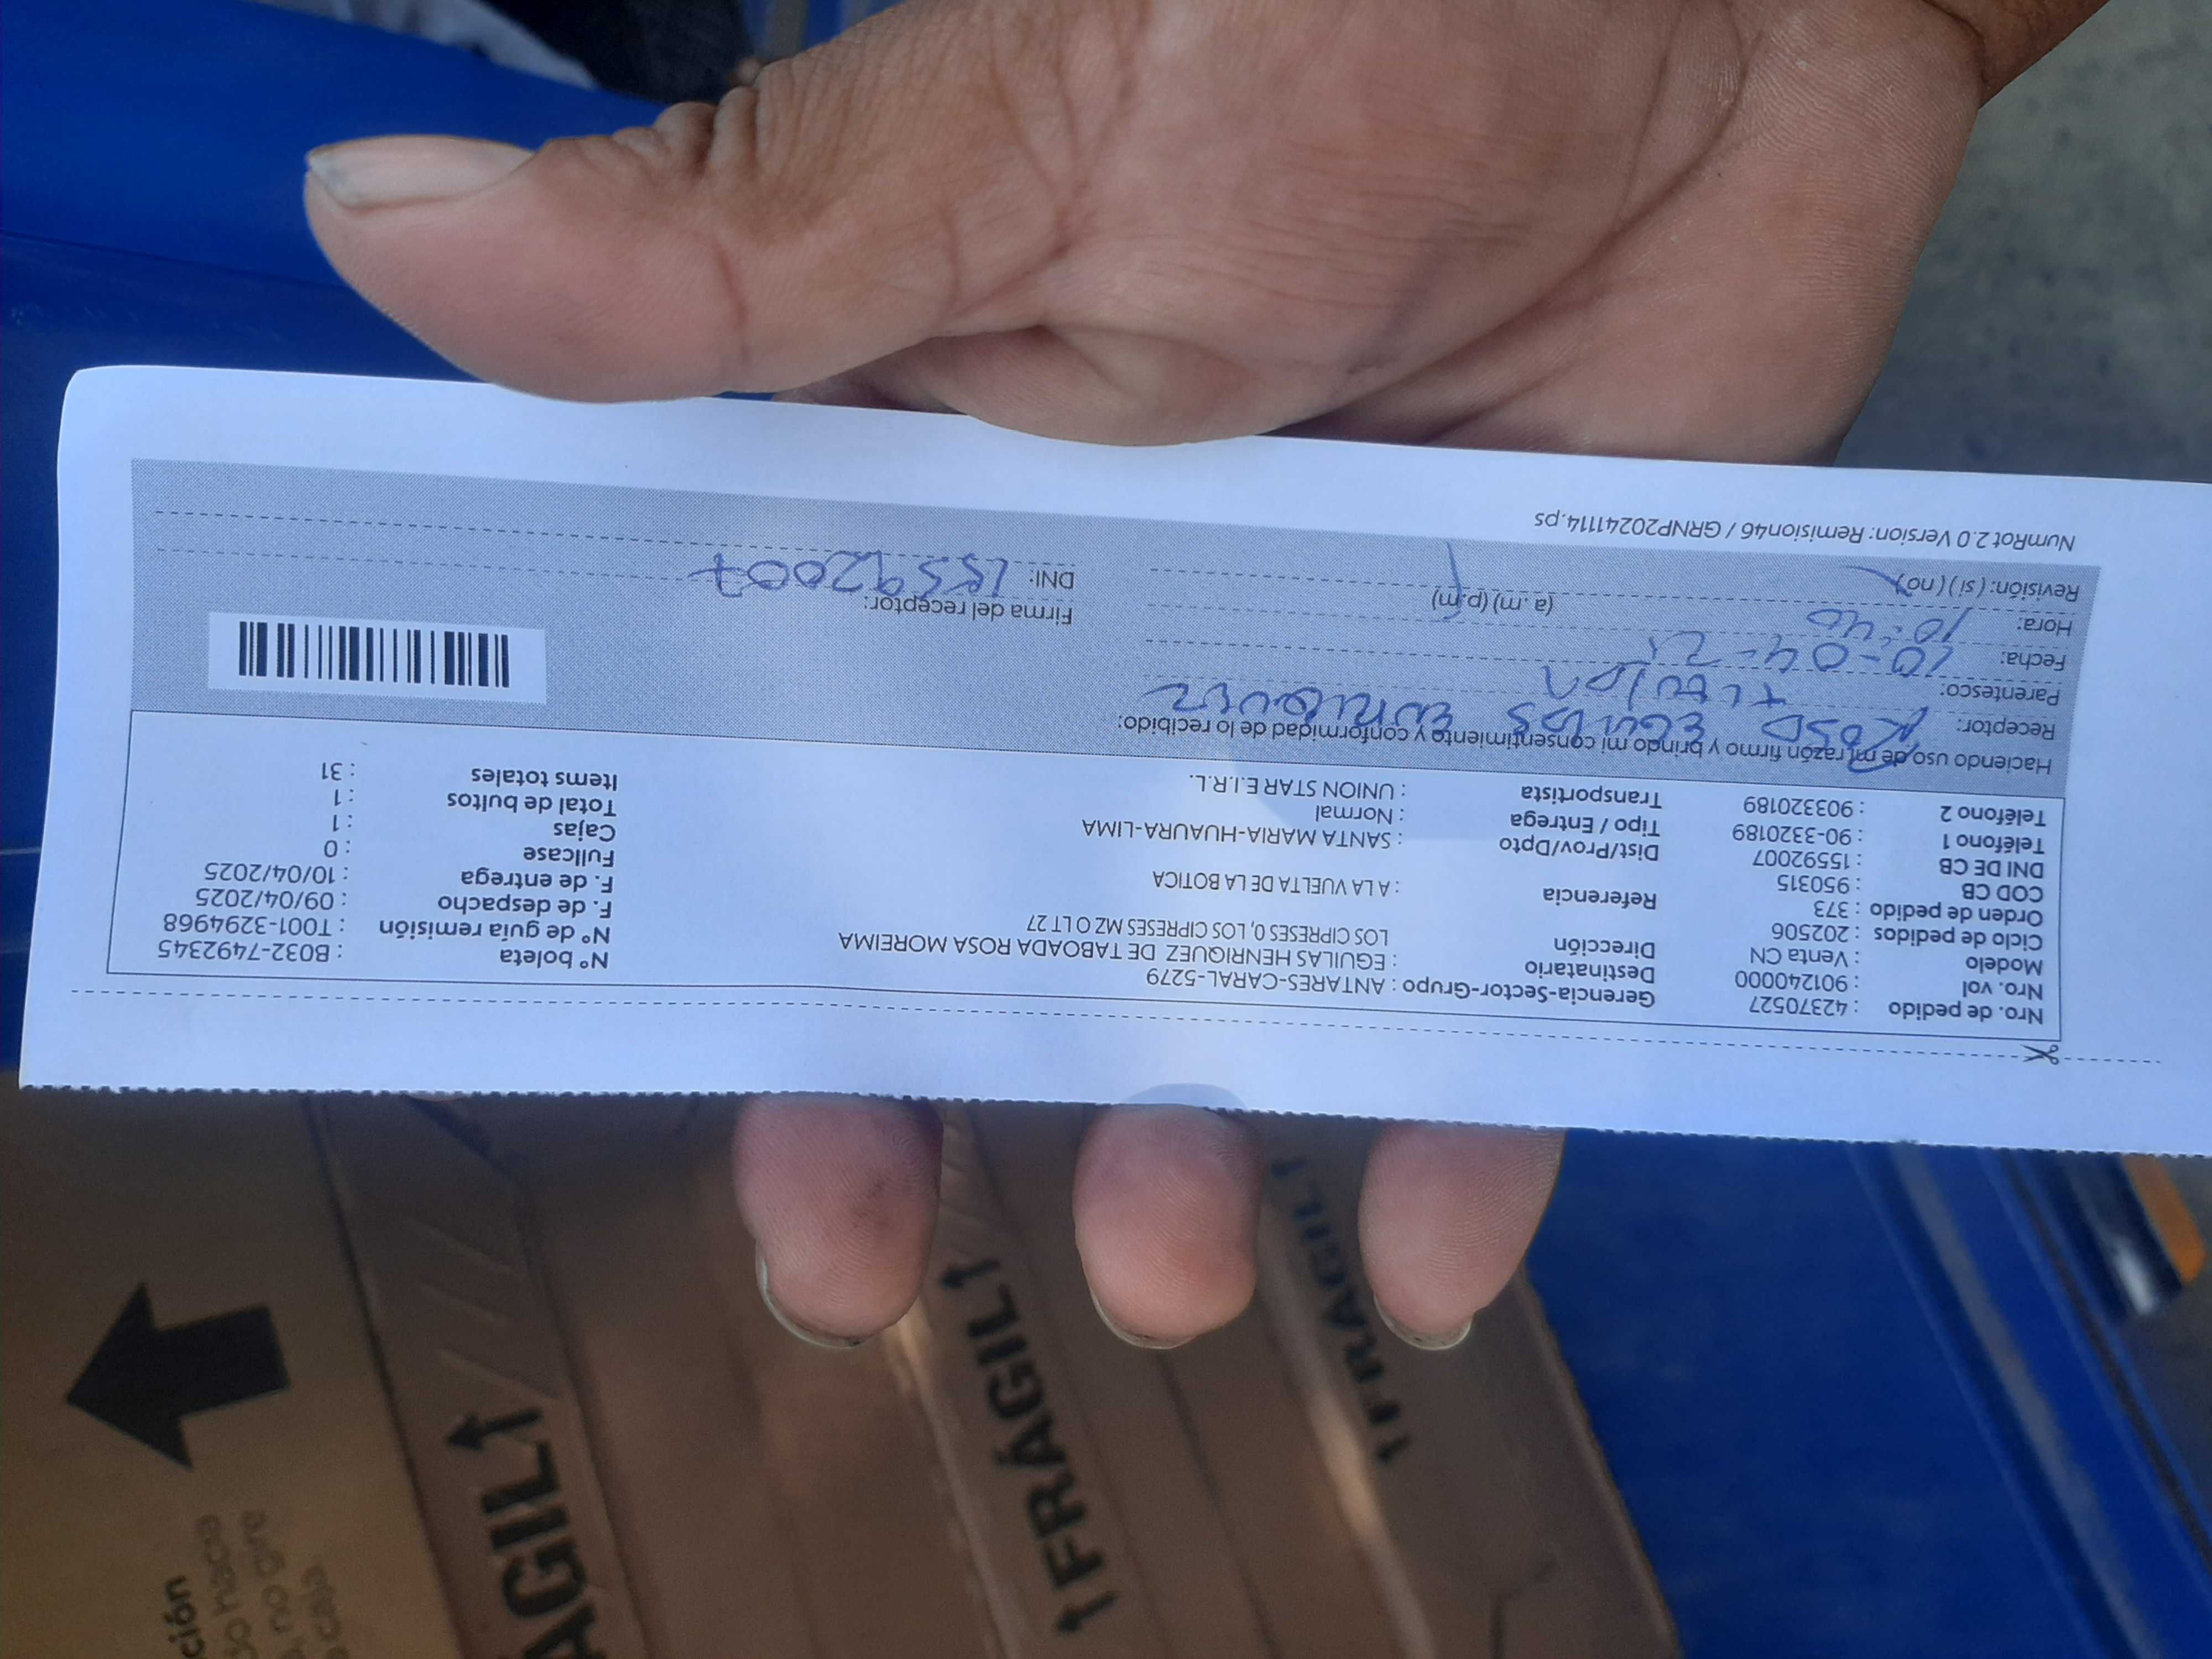 Nro. de pedido : 42370527 Gerencia-Sector-Grupo : ANTARES-CARAL-5279 N° boleta : B032-7492345
Nro. vol : 901240000 Destinatario : EGUILAS HENRIQUEZ DE TABOADA ROSA MOREIMA N° de guía remisión : T001-3294968
Modelo : Venta CN Dirección LOS CIPRESES 0, LOS CIPRESES MZ O LT 27 F. de despacho : 09/04/2025
Ciclo de pedidos : 202506 F. de entrega : 10/04/2025
Orden de pedido : 373 Referencia : A LA VUELTA DE LA BOTICA Fullcase : 0
COD CB : 950315 Cajas : 1
DNI DE CB : 15592007 Dist/Prov/Dpto : SANTA MARIA-HUAURA-LIMA Total de bultos : 1
Teléfono 1 : 90-3320189 Tipo / Entrega : Normal Items totales : 31
Teléfono 2 : 903320189 Transportista : UNION STAR E.I.R.L.
Haciendo uso de mi razón firmo y brindo mi consentimiento y conformidad de lo recibido:
Receptor:
Parentesco:
Fecha: 10-04-25
Hora: 10:40 (a .m) (p.m) Firma del receptor:
Revisión: (si) (no) DNI: 15592007
NumRot 2.0 Version: Remision46 / GRNP20241114.ps
FRÁGIL
FRÁGIL